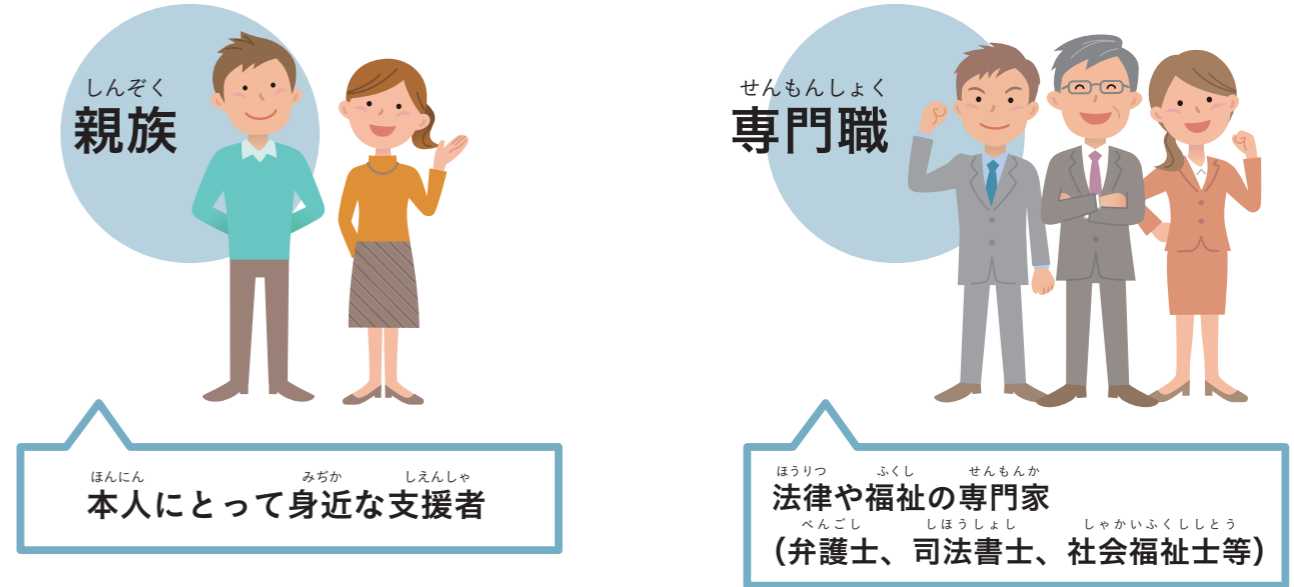 しんぞく
親族
ほんにん みぢか しえんしゃ
本人にとって身近な支援者
せんもんしょく
専門職
ほうりつ ふくし せんもんか
法律や福祉の専門家
べんごし しほうしょし しゃかいふくししとう
(弁護士、司法書士、社会福祉士等)